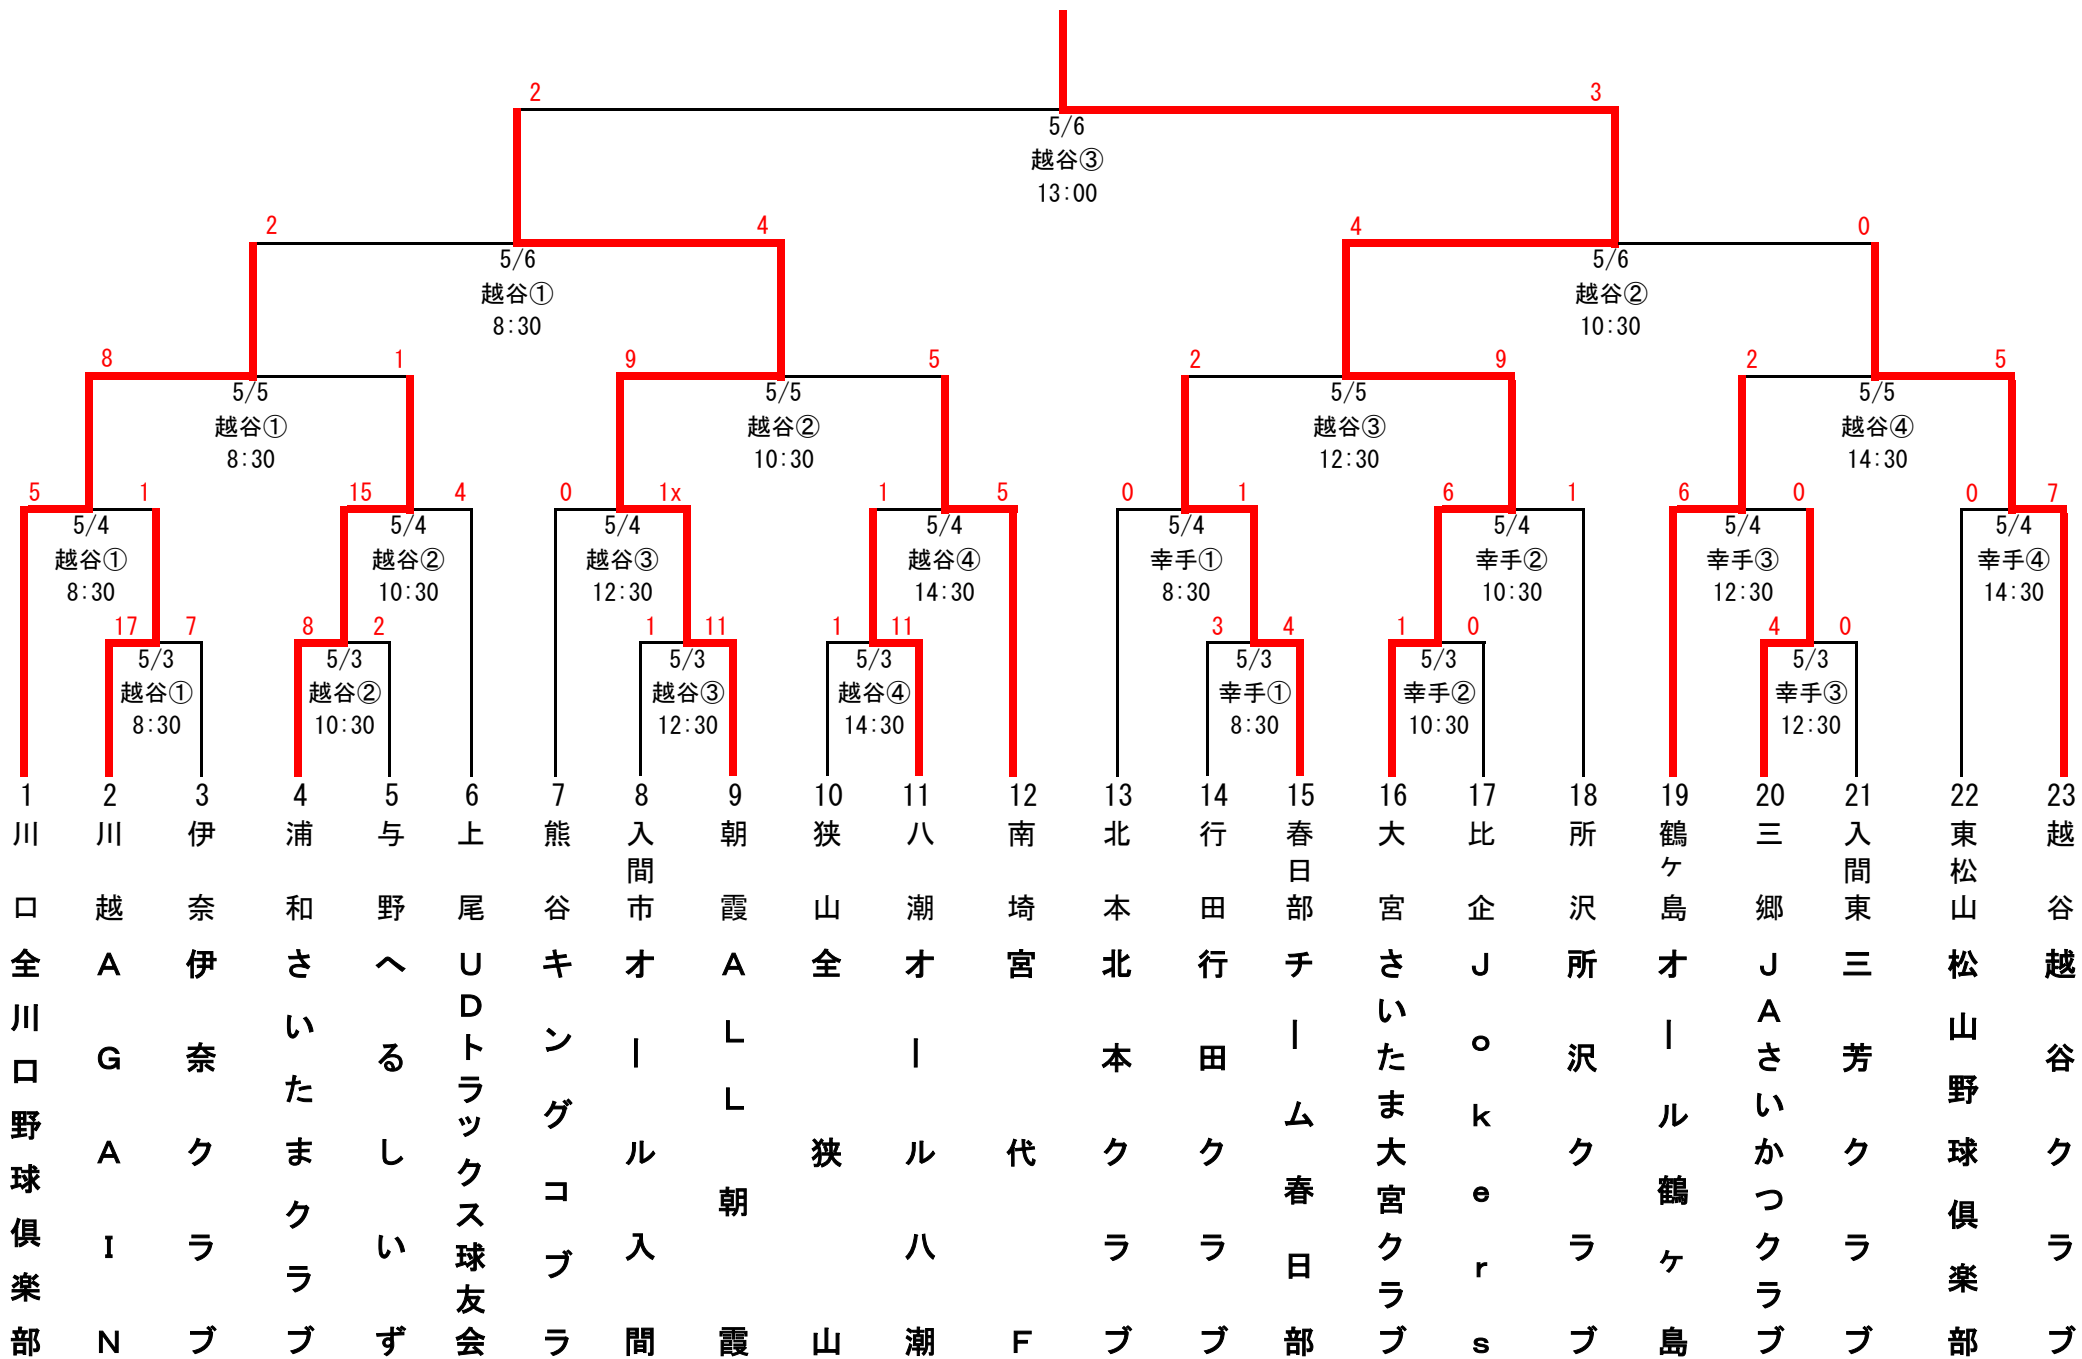 2 3
5/6
越谷③
13:00
2 4 4 0
5/6 5/6
越谷① 越谷②
8:30 10:30
8 1 9 5 2 9 2 5
5/5 5/5 5/5 5/5
越谷① 越谷② 越谷③ 越谷④
8:30 10:30 12:30 14:30
5 1 15 4 0 1x 1 5 0 1 6 1 6 0 0 7
5/4 5/4 5/4 5/4 5/4 5/4 5/4 5/4
越谷① 越谷② 越谷③ 越谷④ 幸手① 幸手② 幸手③ 幸手④
8:30 10:30 12:30 14:30 8:30 10:30 12:30 14:30
17 7 8 2 1 11 1 11 3 4 1 0 4 0
5/3 5/3 5/3 5/3 5/3 5/3 5/3
越谷① 越谷② 越谷③ 越谷④ 幸手① 幸手② 幸手③
8:30 10:30 12:30 14:30 8:30 10:30 12:30
1 川口 全川口野球倶楽部
2 川越 AGAIN
3 伊奈 伊奈クラブ
4 浦和 さいたまクラブ
5 与野 へるしいず
6 上尾 UDトラックス球友会
7 熊谷 キングコブラ
8 入間市 オール入間
9 朝霞 ALL朝霞
10 狭山 全狭山
11 八潮 オール八潮
12 南埼 宮代F
13 北本 北本クラブ
14 行田 行田クラブ
15 春日部 チーム春日部
16 大宮 さいたま大宮クラブ
17 比企 Jokers
18 所沢 所沢クラブ
19 鶴ヶ島 オール鶴ヶ島
20 三郷 JAさいかつクラブ
21 入間東 三芳クラブ
22 東松山 松山野球倶楽部
23 越谷 越谷クラブ